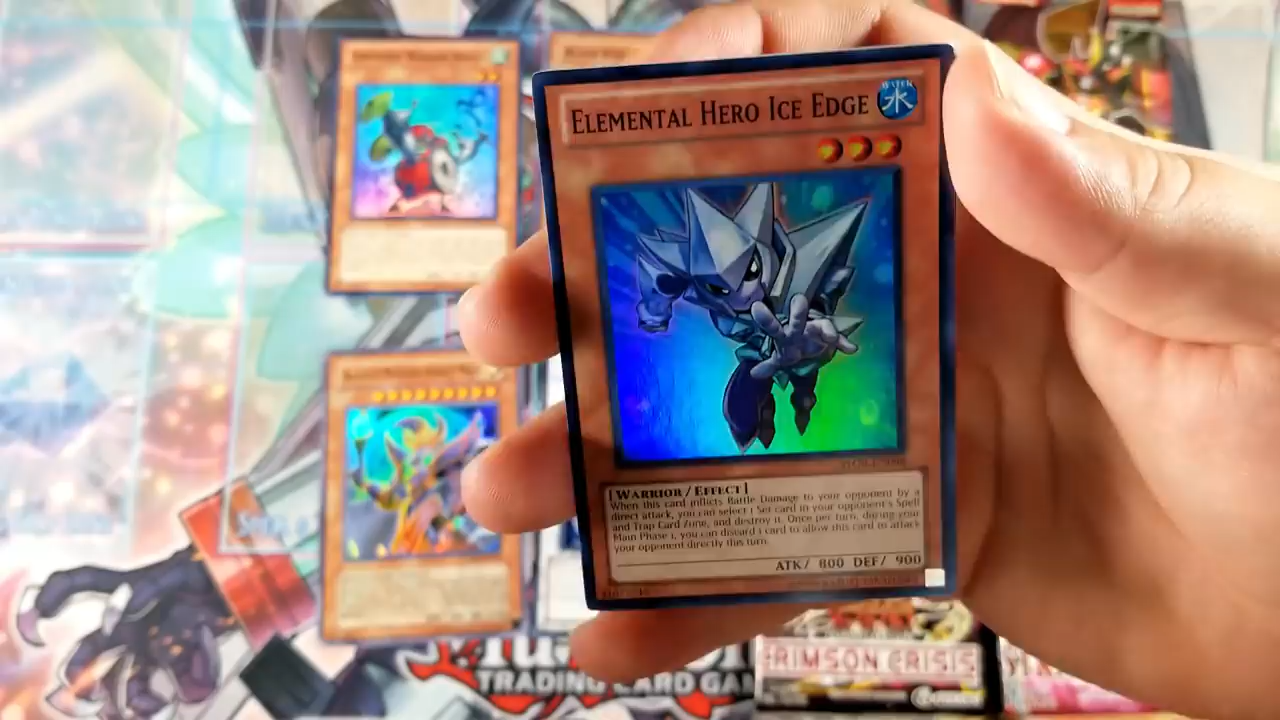 ELEMENTAL HERO ICE EDGE
WATER
水
[WARRIOR/EFFECT]
When this card inflicts Battle Damage to your opponent by a
direct attack, you can select 1 Set card in your opponent's Spell
and Trap Card Zone, and destroy it. Once per turn, during your
Main Phase 1, you can discard 1 card to allow this card to attack
your opponent directly this turn.
ATK/ 800 DEF/ 900
TRADING CARD GAM
CRIMSON CRISIS